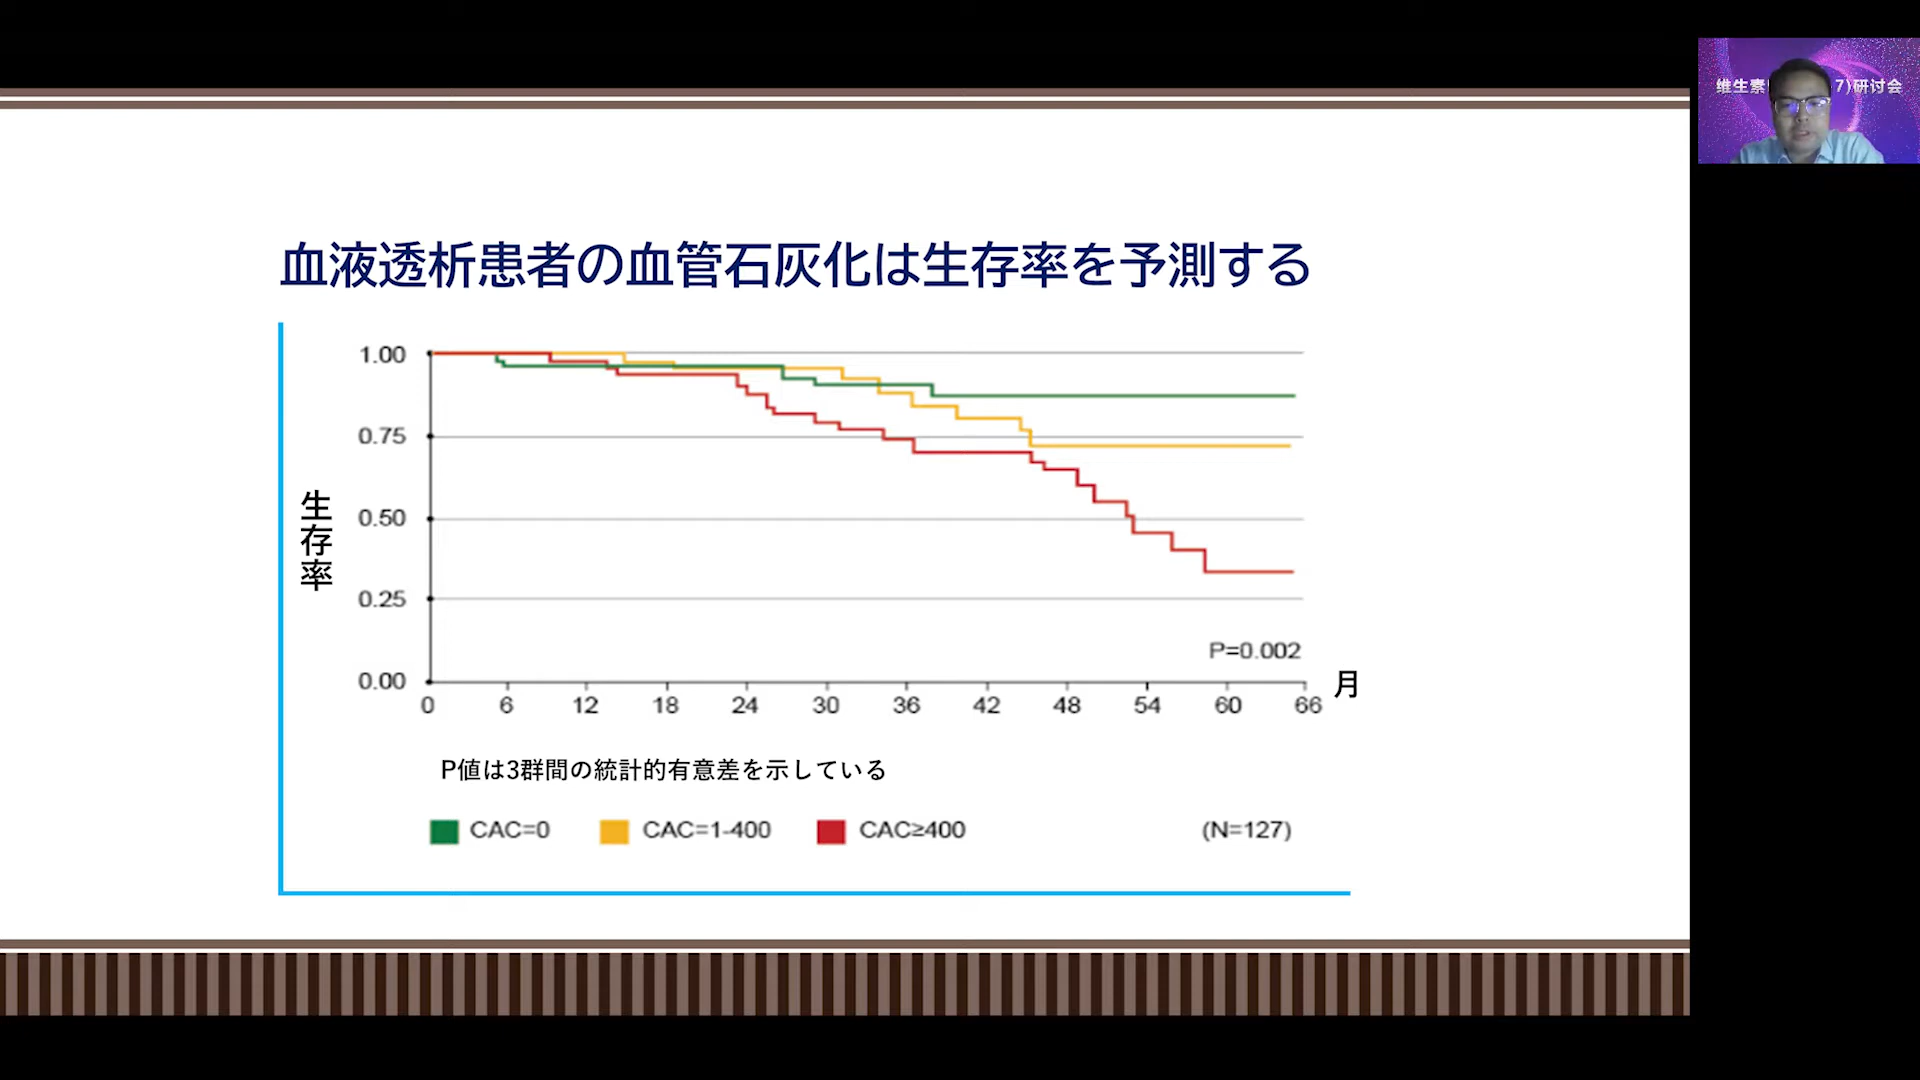 维生素 7)研讨会
血液透析患者の血管石灰化は生存率を予測する
生存率
1.00
0.75
0.50
0.25
0.00
P=0.002
0 6 12 18 24 30 36 42 48 54 60 66 月
P値は3群間の統計的有意差を示している
CAC=0 CAC=1-400 CAC≥400 (N=127)